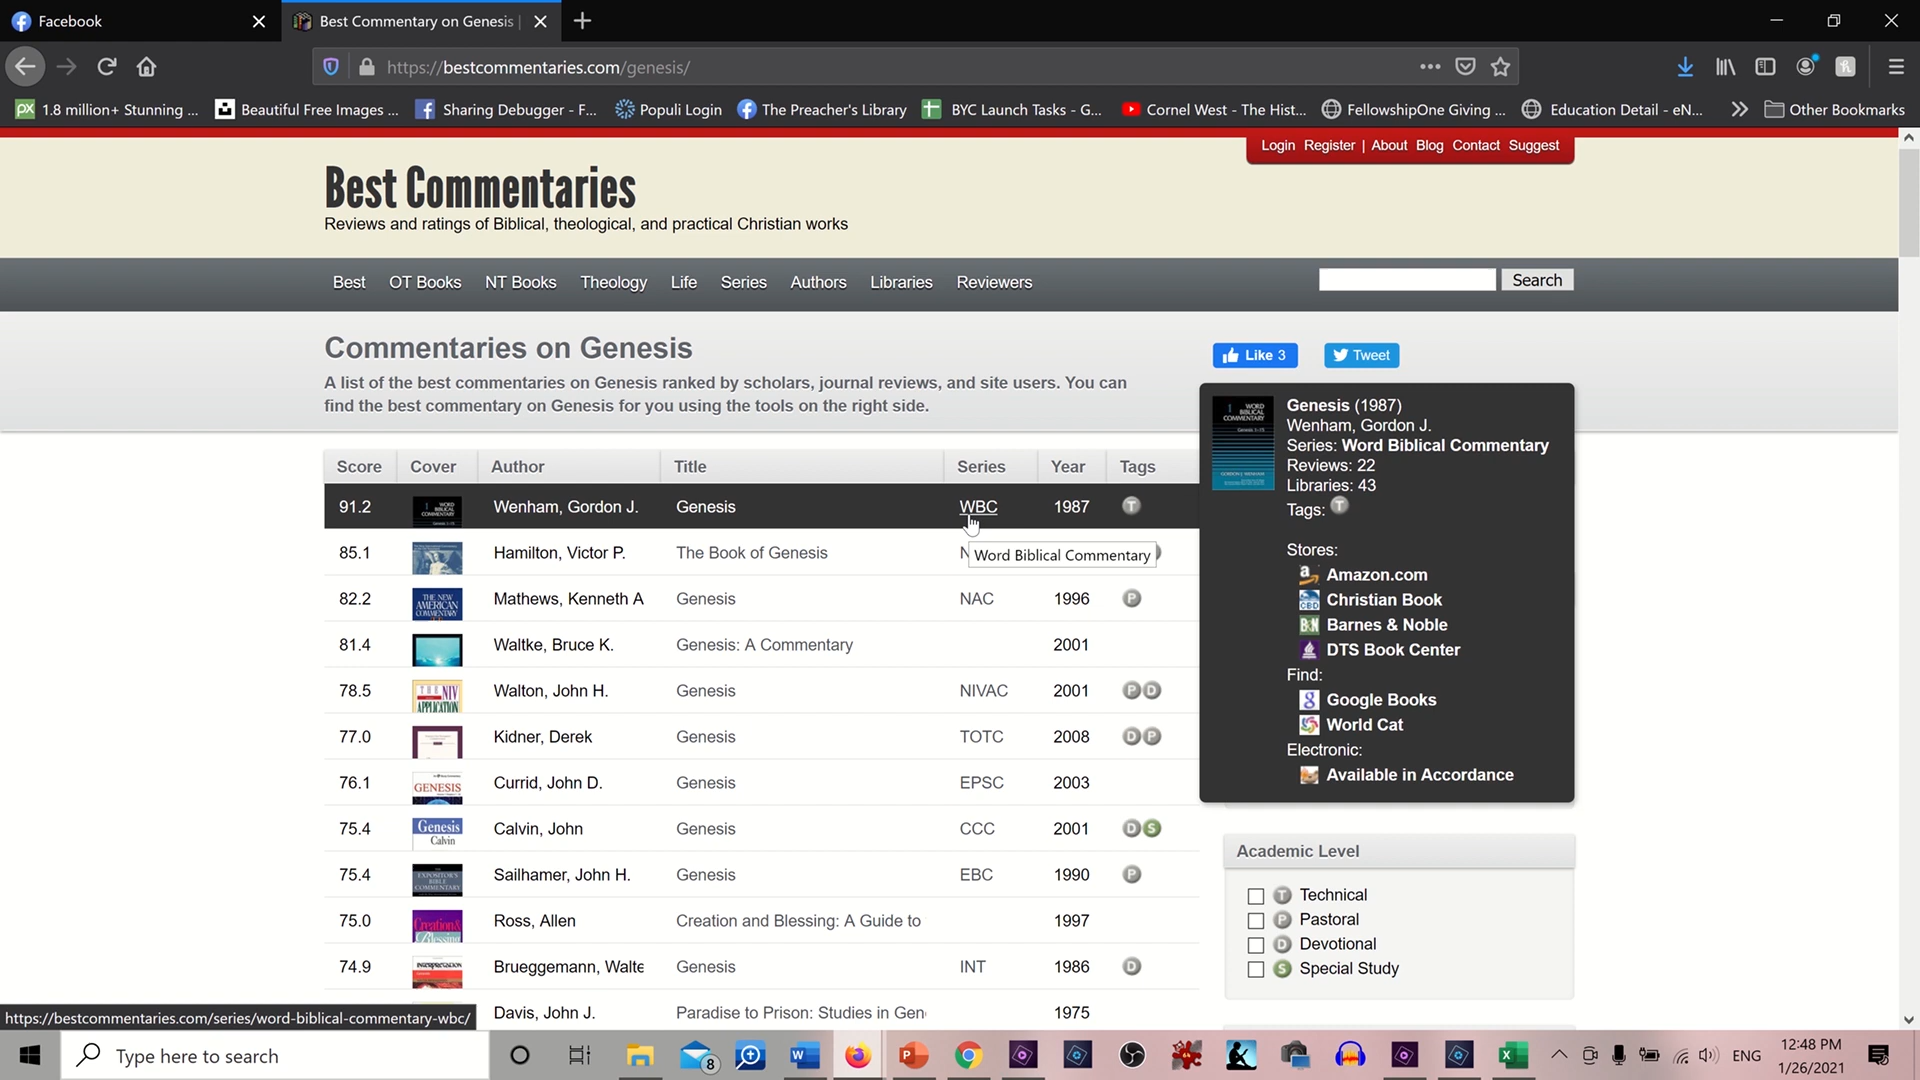 Facebook
Best Commentary on Genesis |
https://bestcommentaries.com/genesis/
1.8 million+ Stunning ...
Beautiful Free Images ...
Sharing Debugger - F...
Populi Login
The Preacher's Library
BYC Launch Tasks - G...
Cornel West - The Hist...
FellowshipOne Giving ...
Education Detail - eN...
Other Bookmarks
Login Register | About Blog Contact Suggest
Best Commentaries
Reviews and ratings of Biblical, theological, and practical Christian works
Best OT Books NT Books Theology Life Series Authors Libraries Reviewers
Search
Commentaries on Genesis
A list of the best commentaries on Genesis ranked by scholars, journal reviews, and site users. You can
find the best commentary on Genesis for you using the tools on the right side.
Like 3
Tweet
Score Cover Author Title Series Year Tags
91.2 Wenham, Gordon J. Genesis WBC 1987 T
85.1 Hamilton, Victor P. The Book of Genesis N
Word Biblical Commentary
82.2 Mathews, Kenneth A Genesis NAC 1996 P
81.4 Waltke, Bruce K. Genesis: A Commentary 2001
78.5 Walton, John H. Genesis NIVAC 2001 P D
77.0 Kidner, Derek Genesis TOTC 2008 D P
76.1 Currid, John D. Genesis EPSC 2003
75.4 Calvin, John Genesis CCC 2001 D S
75.4 Sailhamer, John H. Genesis EBC 1990 P
75.0 Ross, Allen Creation and Blessing: A Guide to 1997
74.9 Brueggemann, Walte Genesis INT 1986 D
Davis, John J. Paradise to Prison: Studies in Gen 1975
Genesis (1987)
Wenham, Gordon J.
Series: Word Biblical Commentary
Reviews: 22
Libraries: 43
Tags: T
Stores:
Amazon.com
Christian Book
Barnes & Noble
DTS Book Center
Find:
Google Books
World Cat
Electronic:
Available in Accordance
Academic Level
T Technical
P Pastoral
D Devotional
S Special Study
https://bestcommentaries.com/series/word-biblical-commentary-wbc/
Type here to search
8
ENG
12:48 PM
1/26/2021